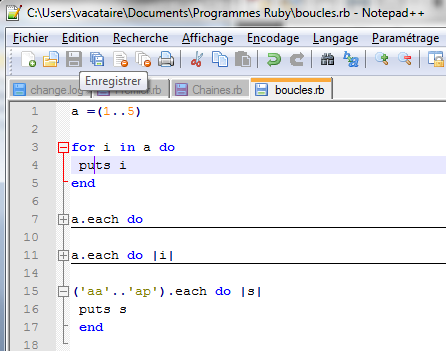 C:\Users\vacataire\Documents\Programmes Ruby\boucles.rb - Notepad++
Fichier Edition Recherche Affichage Encodage Langage Paramétrage
Enregistrer
change.log .rb Chaines.rb boucles.rb
1 a =(1..5)
2
3 for i in a do
4 puts i
5 end
6
7 a.each do
10
11 a.each do |i|
14
15 ('aa'..'ap').each do |s|
16 puts s
17 end
18